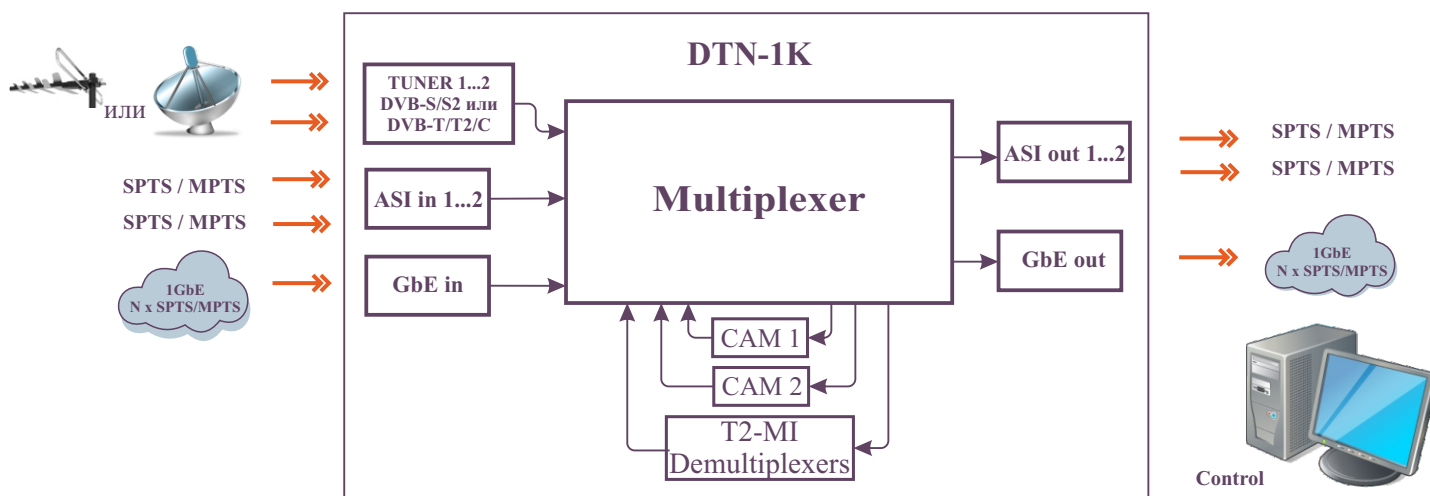 DTN-1K
или
TUNER 1...2
DVB-S/S2 или
DVB-T/T2/C
SPTS / MPTS
SPTS / MPTS
ASI in 1...2
1GbE
N x SPTS/MPTS
GbE in
Multiplexer
CAM 1
CAM 2
T2-MI
Demultiplexers
ASI out 1...2
GbE out
SPTS / MPTS
SPTS / MPTS
1GbE
N x SPTS/MPTS
Control